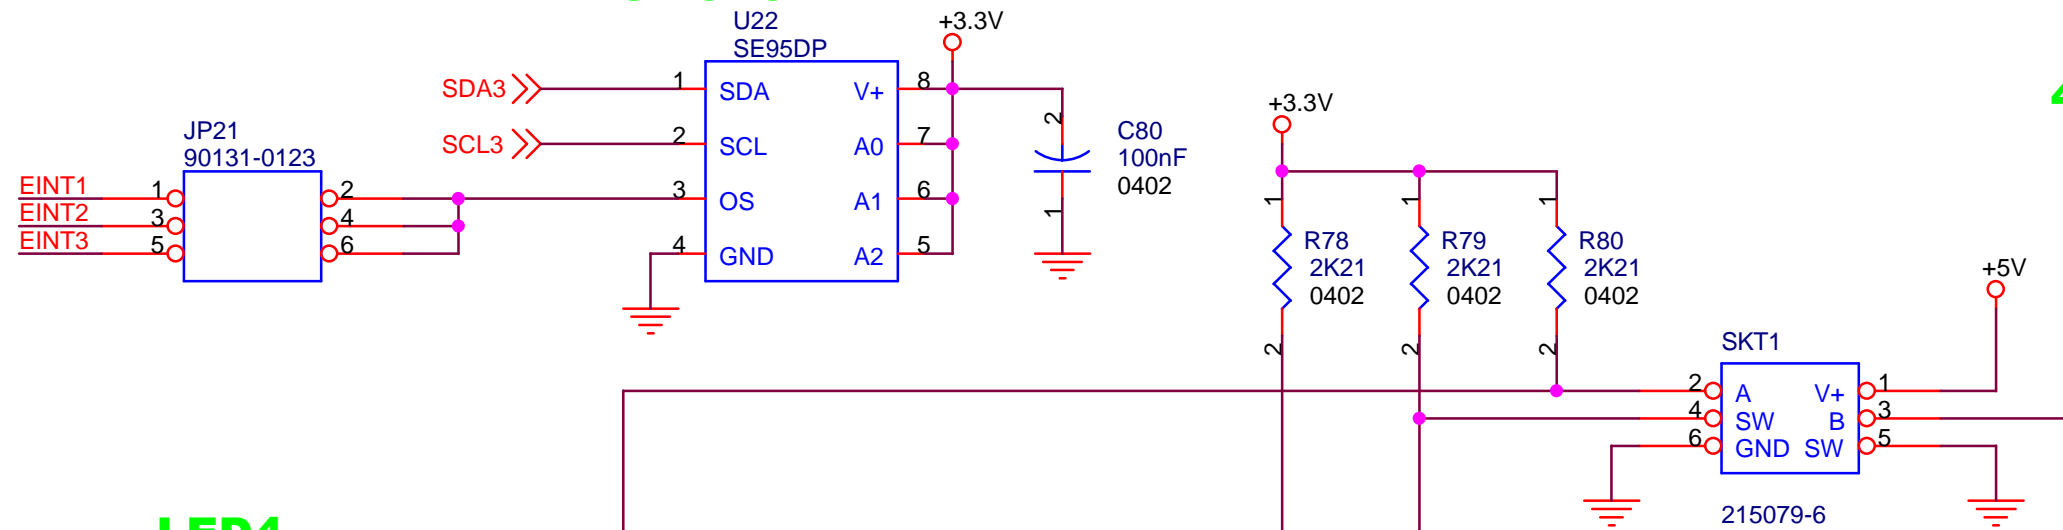 U22
SE95DP
+3.3V
SDA3
1
SDA
V+
8
SCL3
2
SCL
A0
7
3
OS
A1
6
4
GND
A2
5
2
1
C80
100nF
0402
JP21
90131-0123
EINT1
1
2
EINT2
3
4
EINT3
5
6
+3.3V
1
R78
2K21
0402
2
1
R79
2K21
0402
2
1
R80
2K21
0402
2
+5V
SKT1
2
A
V+
1
4
SW
B
3
6
GND
SW
5
215079-6
LED4